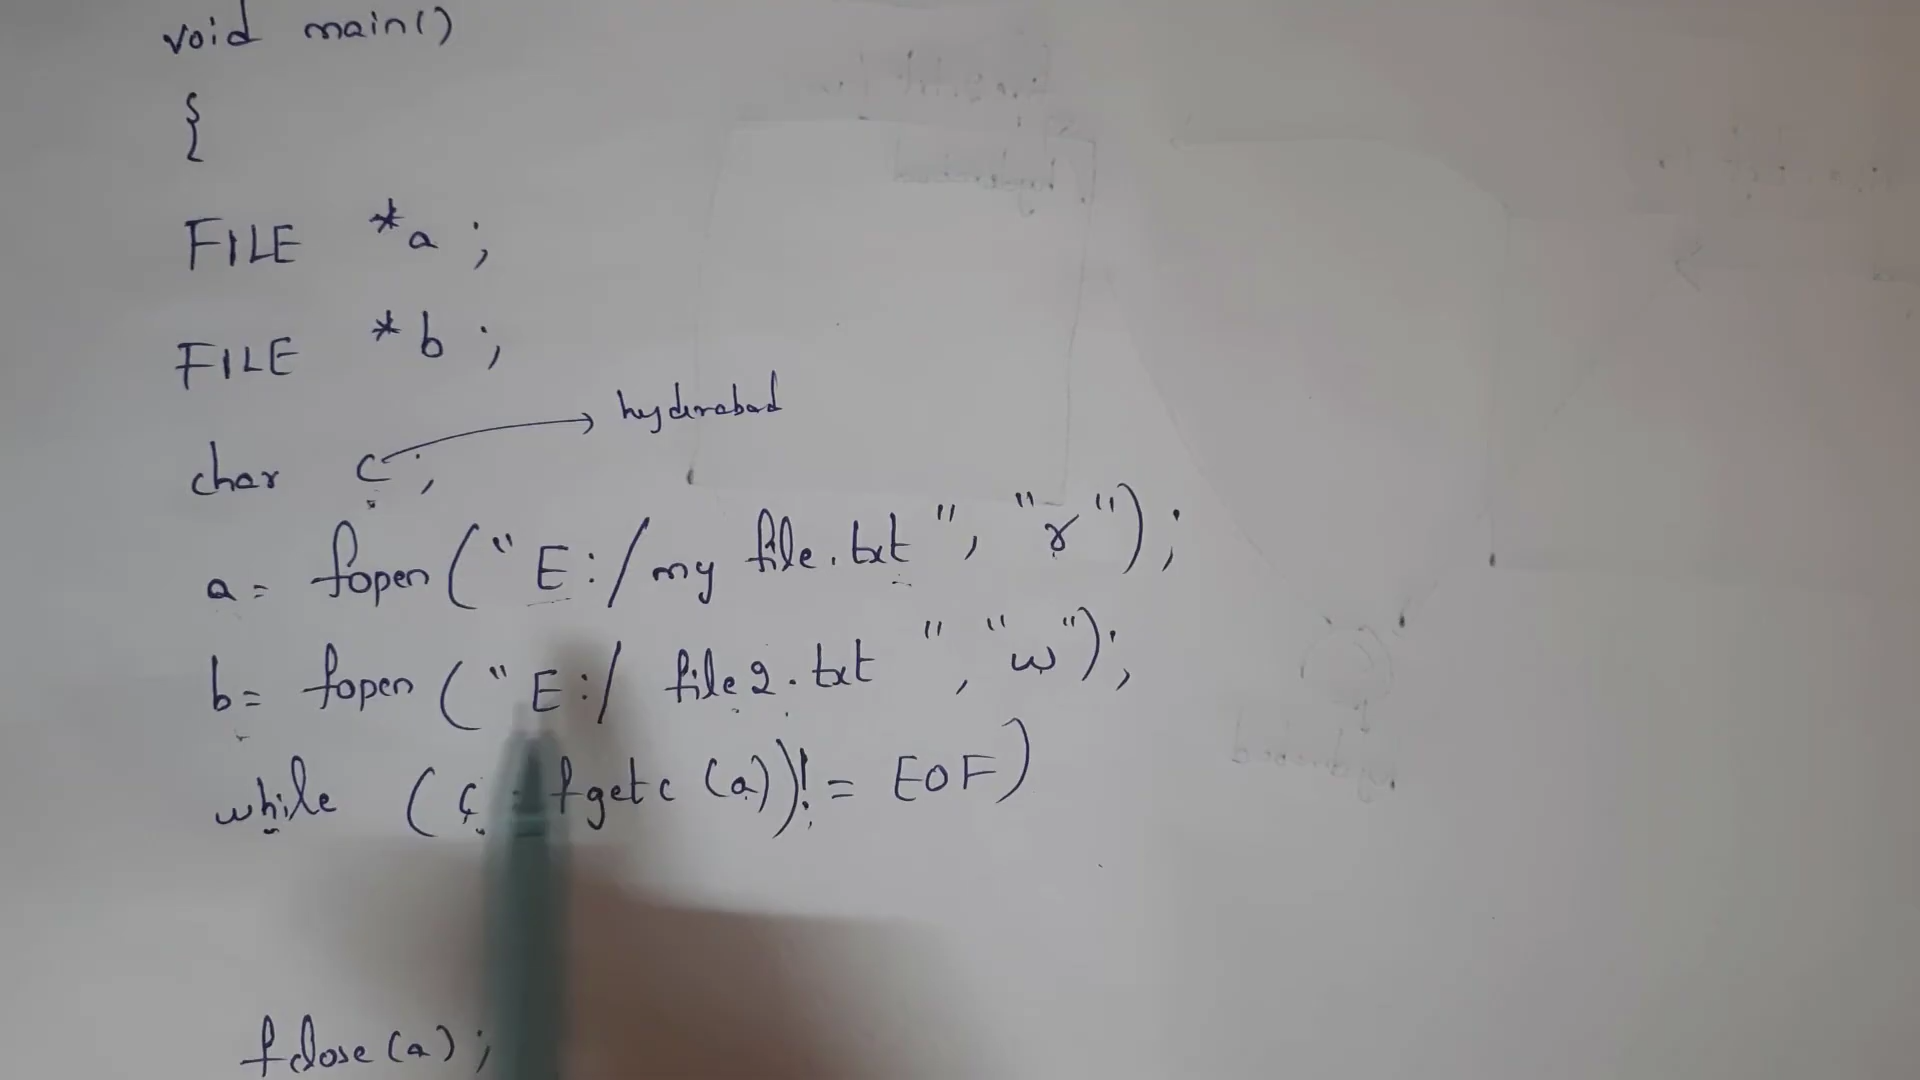 void main()
{
FILE *a ;
FILE *b ;
hyderabad
char c ;
a = fopen ( "E:/my file.txt ", "r") ;
b = fopen ( "E:/ file2.txt ", "w") ;
while ( c = fgetc (a)) != EOF)
fclose (a) ;